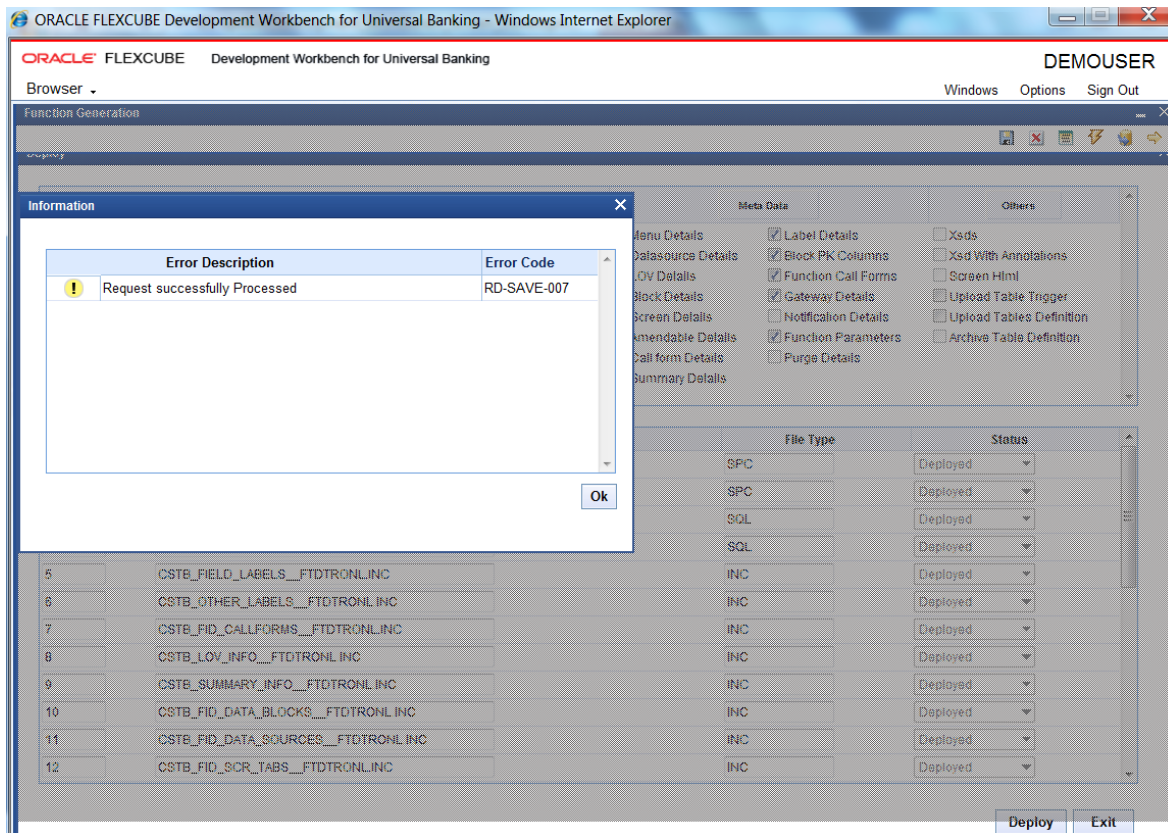 ORACLE FLEXCUBE Development Workbench for Universal Banking - Windows Internet Explorer
ORACLE FLEXCUBE Development Workbench for Universal Banking DEMOUSER
Browser Windows Options Sign Out
Function Generation
Deploy
Information Meta Data Others
Menu Details Label Details Xsds
Datasource Details Block PK Columns Xsd With Annotations
Error Description Error Code LOV Details Function Call Forms Screen Html
Request successfully Processed RD-SAVE-007 Block Details Gateway Details Upload Table Trigger
Screen Details Notification Details Upload Tables Definition
Amendable Details Function Parameters Archive Table Definition
Call form Details Purge Details
Summary Details
File Type Status
SPC Deployed
Ok SPC Deployed
SQL Deployed
SQL Deployed
5 CSTB_FIELD_LABELS__FTDTRONL.INC INC Deployed
6 CSTB_OTHER_LABELS__FTDTRONL.INC INC Deployed
7 CSTB_FID_CALLFORMS__FTDTRONL.INC INC Deployed
8 CSTB_LOV_INFO__FTDTRONL.INC INC Deployed
9 CSTB_SUMMARY_INFO__FTDTRONL.INC INC Deployed
10 CSTB_FID_DATA_BLOCKS__FTDTRONL.INC INC Deployed
11 CSTB_FID_DATA_SOURCES__FTDTRONL.INC INC Deployed
12 CSTB_FID_SCR_TABS__FTDTRONL.INC INC Deployed
Deploy Exit